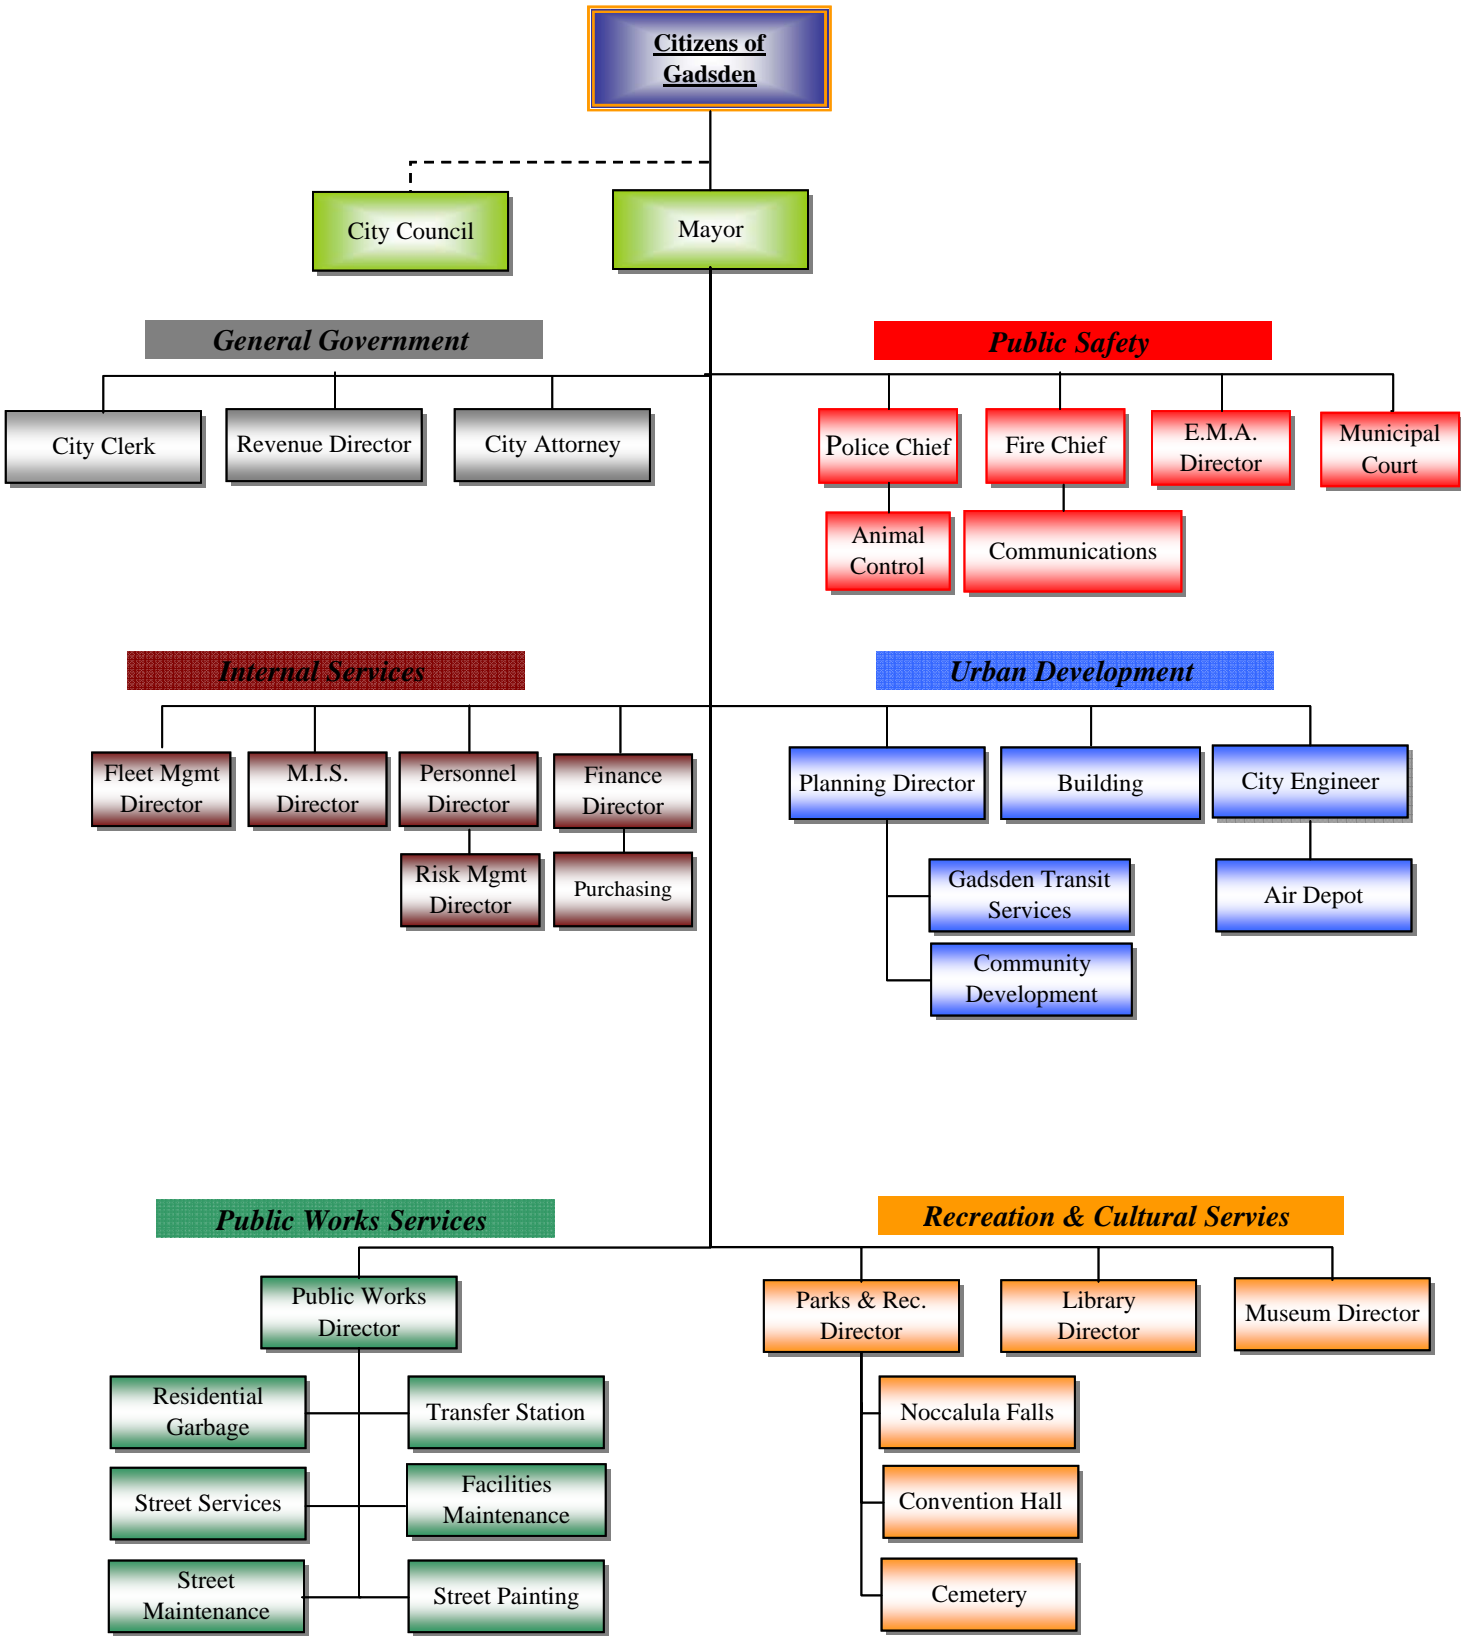 Citizens of
Gadsden
City Council
Mayor
General Government
City Clerk
Revenue Director
City Attorney
Public Safety
Police Chief
Fire Chief
E.M.A.
Director
Municipal
Court
Animal
Control
Communications
Internal Services
Fleet Mgmt
Director
M.I.S.
Director
Personnel
Director
Finance
Director
Risk Mgmt
Director
Purchasing
Urban Development
Planning Director
Building
City Engineer
Gadsden Transit
Services
Air Depot
Community
Development
Public Works Services
Public Works
Director
Residential
Garbage
Transfer Station
Street Services
Facilities
Maintenance
Street
Maintenance
Street Painting
Recreation & Cultural Servies
Parks & Rec.
Director
Library
Director
Museum Director
Noccalula Falls
Convention Hall
Cemetery